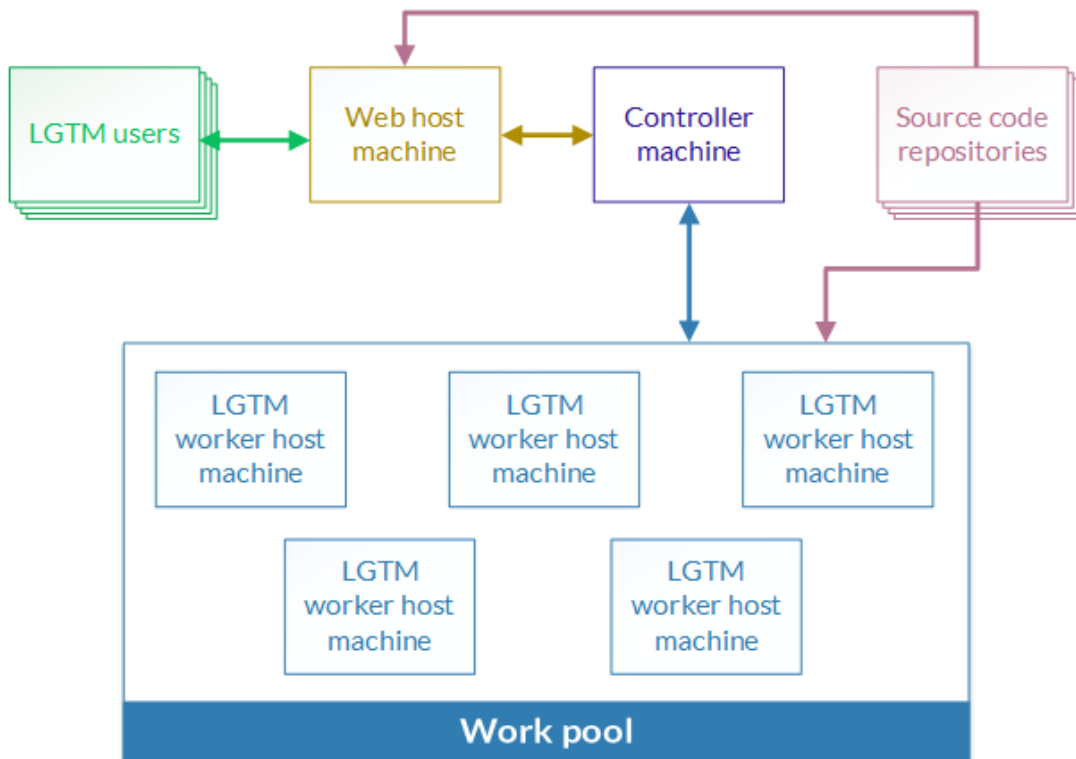 LGTM users
Web host
machine
Controller
machine
Source code
repositories
LGTM
worker host
machine
LGTM
worker host
machine
LGTM
worker host
machine
LGTM
worker host
machine
LGTM
worker host
machine
Work pool